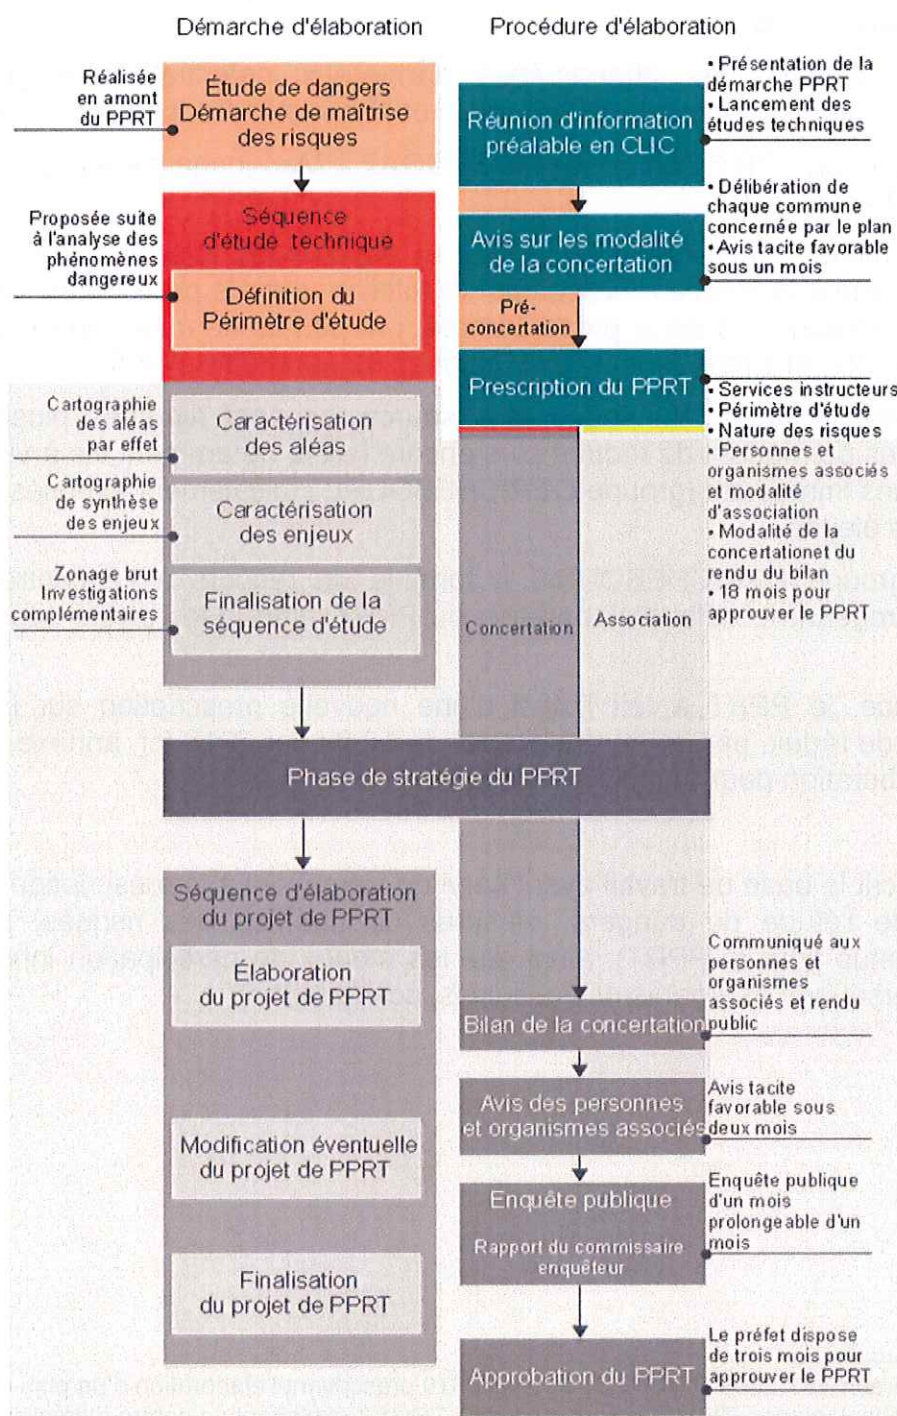 Démarche d'élaboration
Procédure d'élaboration
Réalisée
en amont
du PPRT
Étude de dangers
Démarche de maîtrise
des risques
Proposée suite
à l'analyse des
phénomènes
dangereux
Séquence
d'étude technique
Définition du
Périmètre d'étude
Cartographie
des aléas
par effet
Caractérisation
des aléas
Cartographie
de synthèse
des enjeux
Caractérisation
des enjeux
Zonage brut
Investigations
complémentaires
Finalisation de la
séquence d'étude
Réunion d'information
préalable en CLIC
• Présentation de la
démarche PPRT
• Lancement des
études techniques
Avis sur les modalité
de la concertation
• Délibération de
chaque commune
concernée par le plan
• Avis tacite favorable
sous un mois
Pré-
concertation
Prescription du PPRT
• Services instructeurs
• Périmètre d'étude
• Nature des risques
• Personnes et
organismes associés
et modalité
d'association
• Modalité de la
concertationet du
rendu du bilan
• 18 mois pour
approuver le PPRT
Concertation
Association
Phase de stratégie du PPRT
Séquence d'élaboration
du projet de PPRT
Élaboration
du projet de PPRT
Modification éventuelle
du projet de PPRT
Finalisation
du projet de PPRT
Bilan de la concertation
Communiqué aux
personnes et
organismes
associés et rendu
public
Avis des personnes
et organismes associés
Avis tacite
favorable sous
deux mois
Enquête publique
Rapport du commissaire
enquêteur
Enquête publique
d'un mois
prolongeable d'un
mois
Approbation du PPRT
Le préfet dispose
de trois mois pour
approuver le PPRT